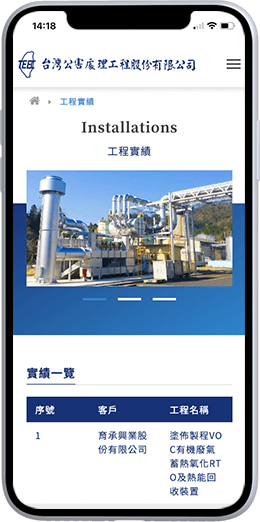 14:18
TEPC 台灣公害處理工程股份有限公司
工程實績
Installations
工程實績
實績一覽
序號 客戶 工程名稱
1 育承興業股 塗佈製程VO
份有限公司 C有機廢氣
蓄熱氧化RT
O及熱能回
收裝置